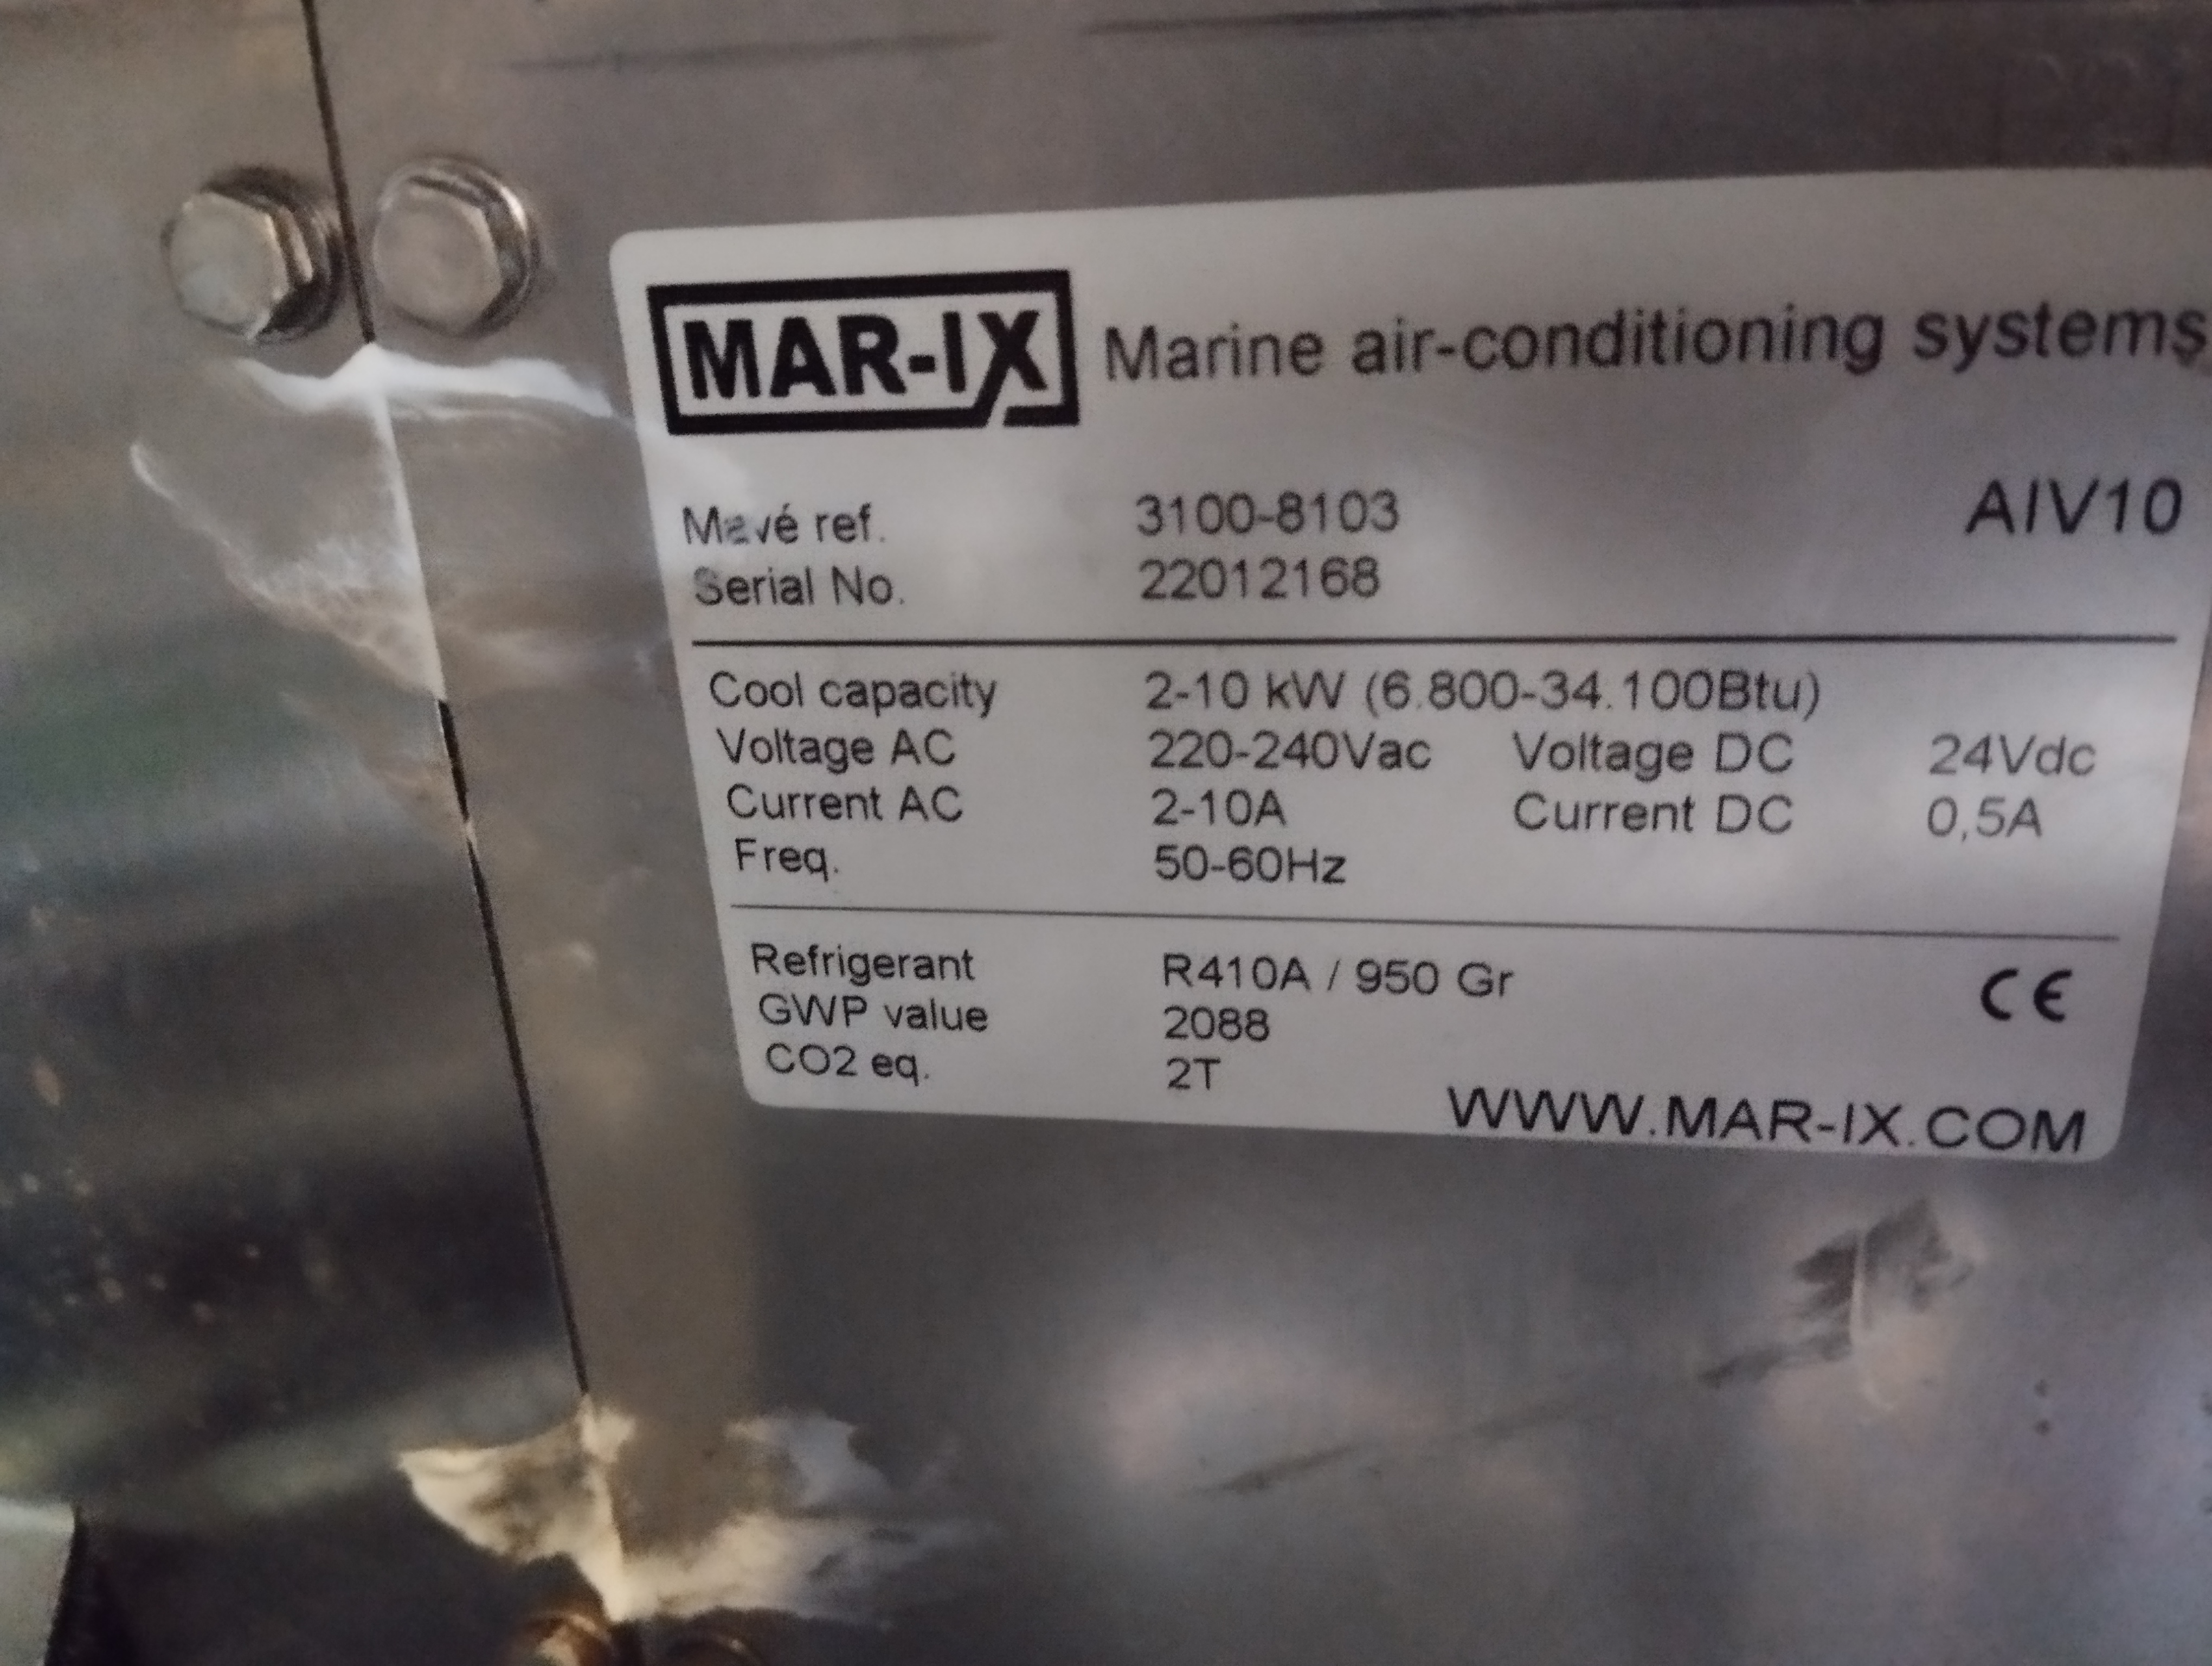 MAR-IX Marine air-conditioning systems
AIV10
Mavé ref. 3100-8103
Serial No. 22012168
Cool capacity 2-10 kW (6.800-34.100Btu)
Voltage AC 220-240Vac Voltage DC 24Vdc
Current AC 2-10A Current DC 0,5A
Freq. 50-60Hz
Refrigerant R410A / 950 Gr
CE
GWP value 2088
CO2 eq. 2T
WWW.MAR-IX.COM